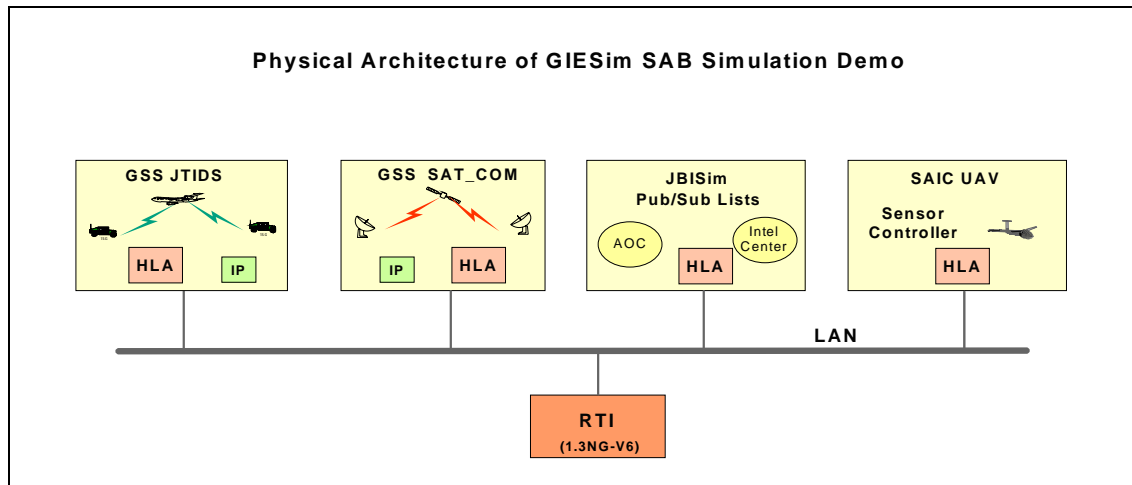 Physical Architecture of GIESim SAB Simulation Demo
GSS JTIDS
HLA
IP
GSS SAT_COM
IP
HLA
JBISim
Pub/Sub Lists
AOC
Intel
Center
HLA
SAIC UAV
Sensor
Controller
HLA
LAN
RTI
(1.3NG-V6)